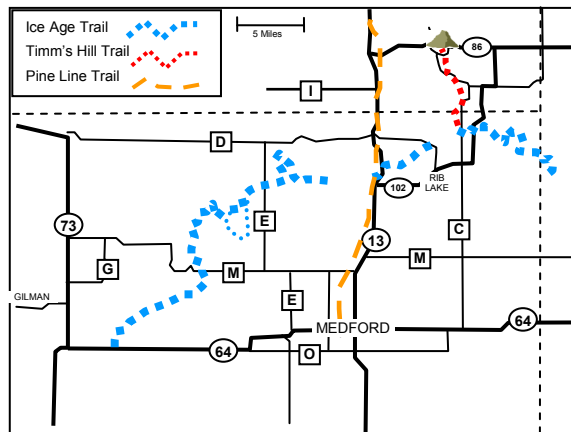 Ice Age Trail
Timm's Hill Trail
Pine Line Trail
5 Miles
86
I
D
102
RIB
LAKE
73
E
13
C
G
M
M
GILMAN
E
MEDFORD
64
64
O